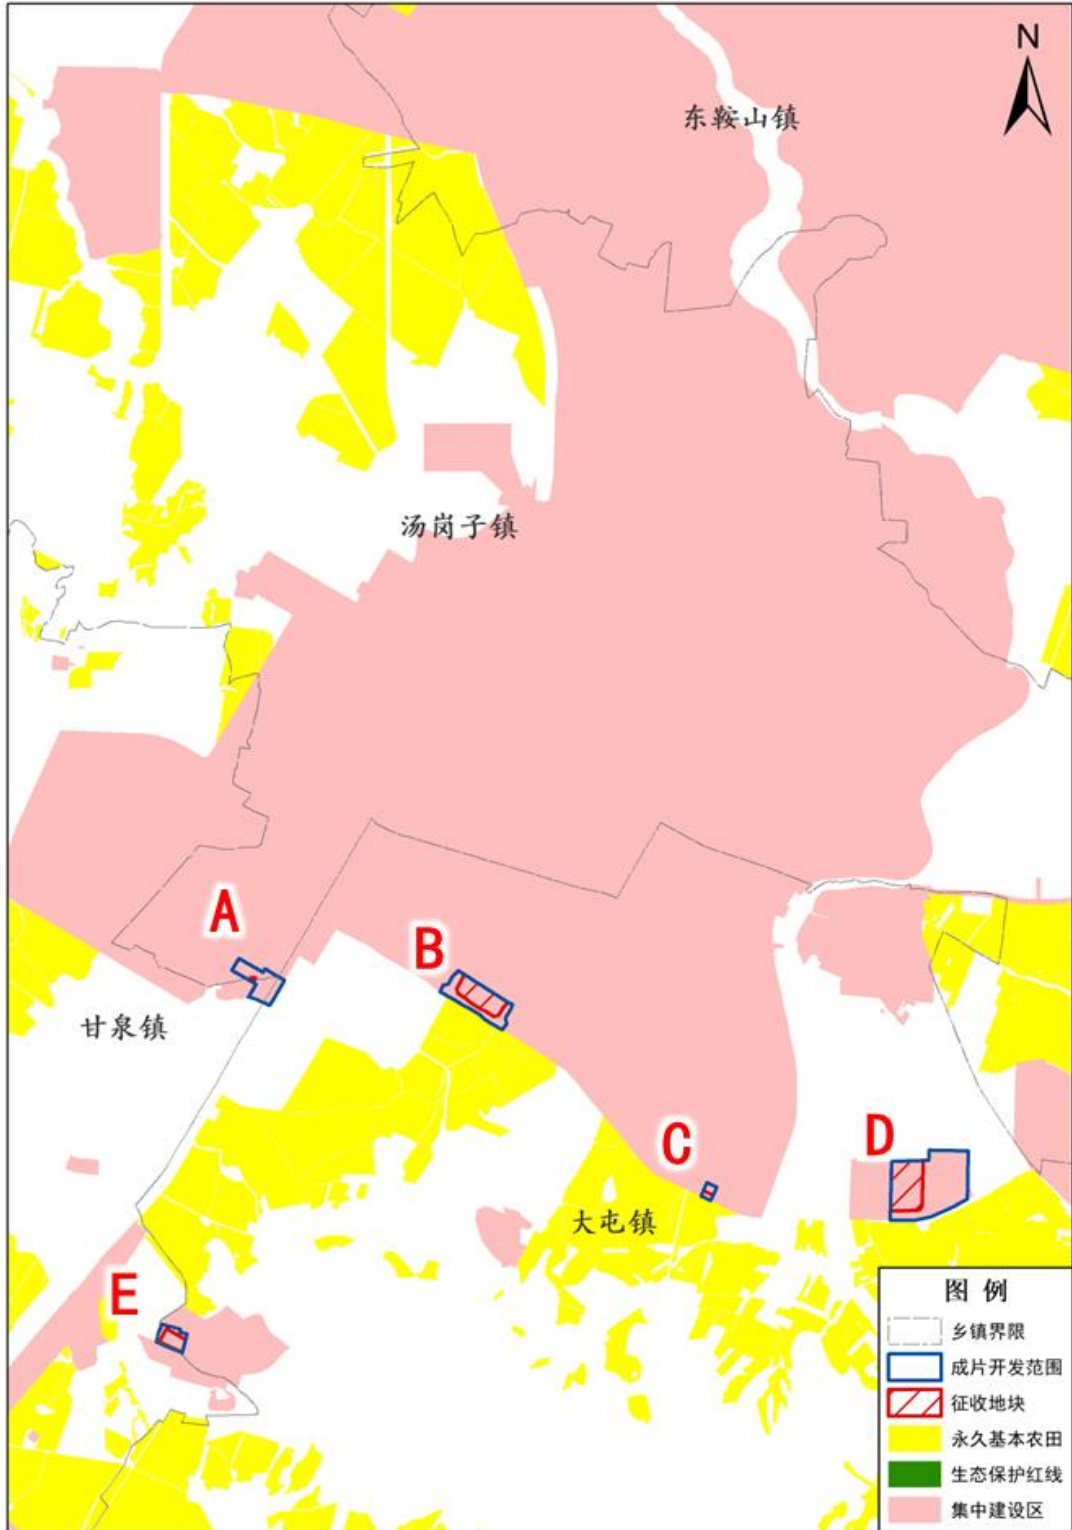 N
东鞍山镇
汤岗子镇
A
B
甘泉镇
C
D
大屯镇
E
图例
乡镇界限
成片开发范围
征收地块
永久基本农田
生态保护红线
集中建设区